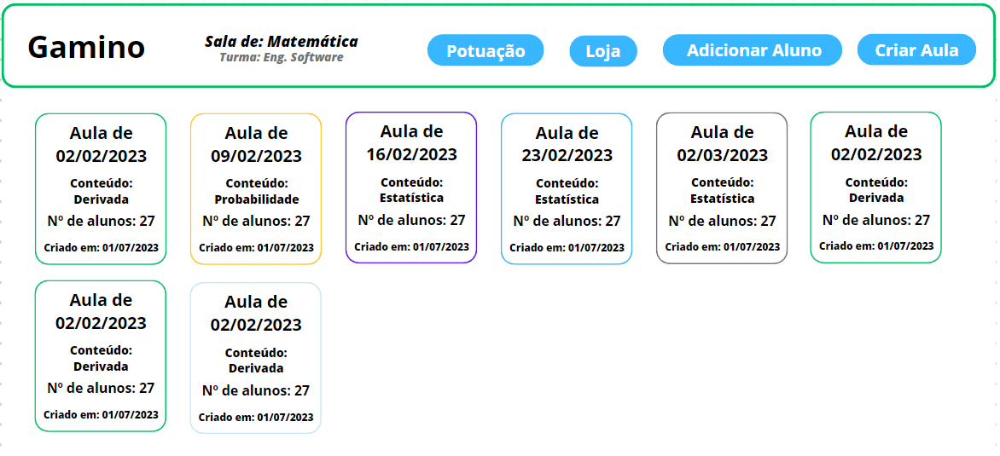 Gamino
Sala de: Matemática
Turma: Eng. Software
Potuação
Loja
Adicionar Aluno
Criar Aula
Aula de
02/02/2023
Conteúdo:
Derivada
Nº de alunos: 27
Criado em: 01/07/2023
Aula de
09/02/2023
Conteúdo:
Probabilidade
Nº de alunos: 27
Criado em: 01/07/2023
Aula de
16/02/2023
Conteúdo:
Estatística
Nº de alunos: 27
Criado em: 01/07/2023
Aula de
23/02/2023
Conteúdo:
Estatística
Nº de alunos: 27
Criado em: 01/07/2023
Aula de
02/03/2023
Conteúdo:
Estatística
Nº de alunos: 27
Criado em: 01/07/2023
Aula de
02/02/2023
Conteúdo:
Derivada
Nº de alunos: 27
Criado em: 01/07/2023
Aula de
02/02/2023
Conteúdo:
Derivada
Nº de alunos: 27
Criado em: 01/07/2023
Aula de
02/02/2023
Conteúdo:
Derivada
Nº de alunos: 27
Criado em: 01/07/2023